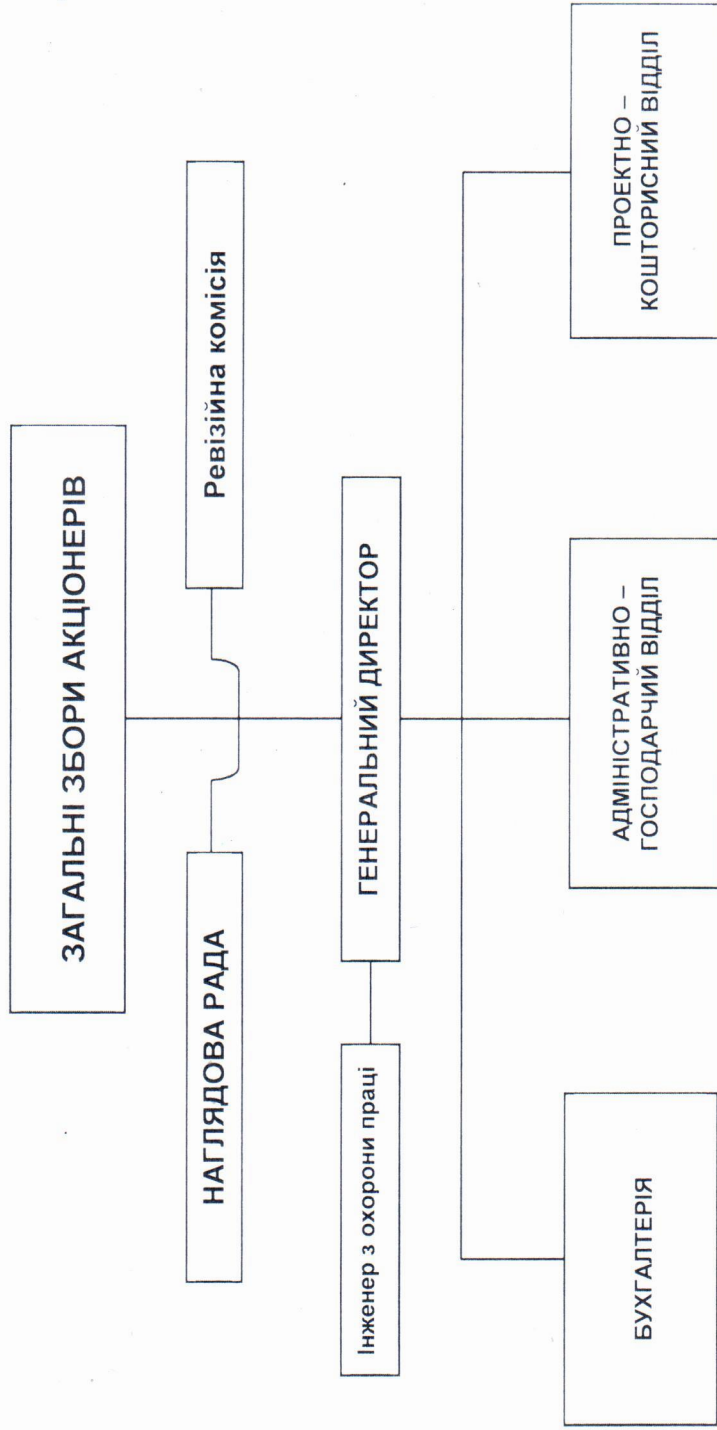 ЗАГАЛЬНІ ЗБОРИ АКЦІОНЕРІВ
НАГЛЯДОВА РАДА
Ревізійна комісія
Інженер з охорони праці
ГЕНЕРАЛЬНИЙ ДИРЕКТОР
БУХГАЛТЕРІЯ
АДМІНІСТРАТИВНО –
ГОСПОДАРЧИЙ ВІДДІЛ
ПРОЕКТНО –
КОШТОРИСНИЙ ВІДДІЛ